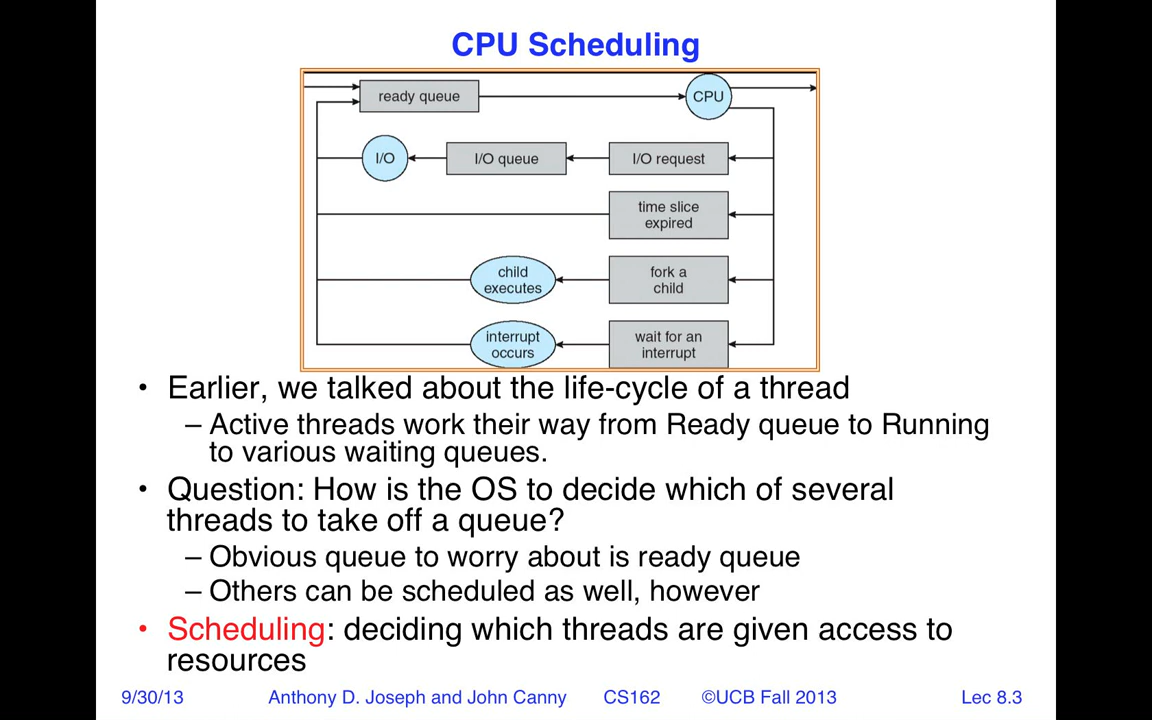 CPU Scheduling
ready queue
CPU
I/O
I/O queue
I/O request
time slice
expired
child
executes
fork a
child
interrupt
occurs
wait for an
interrupt
• Earlier, we talked about the life-cycle of a thread
– Active threads work their way from Ready queue to Running
to various waiting queues.
• Question: How is the OS to decide which of several
threads to take off a queue?
– Obvious queue to worry about is ready queue
– Others can be scheduled as well, however
• Scheduling: deciding which threads are given access to
resources
9/30/13 Anthony D. Joseph and John Canny CS162 ©UCB Fall 2013 Lec 8.3